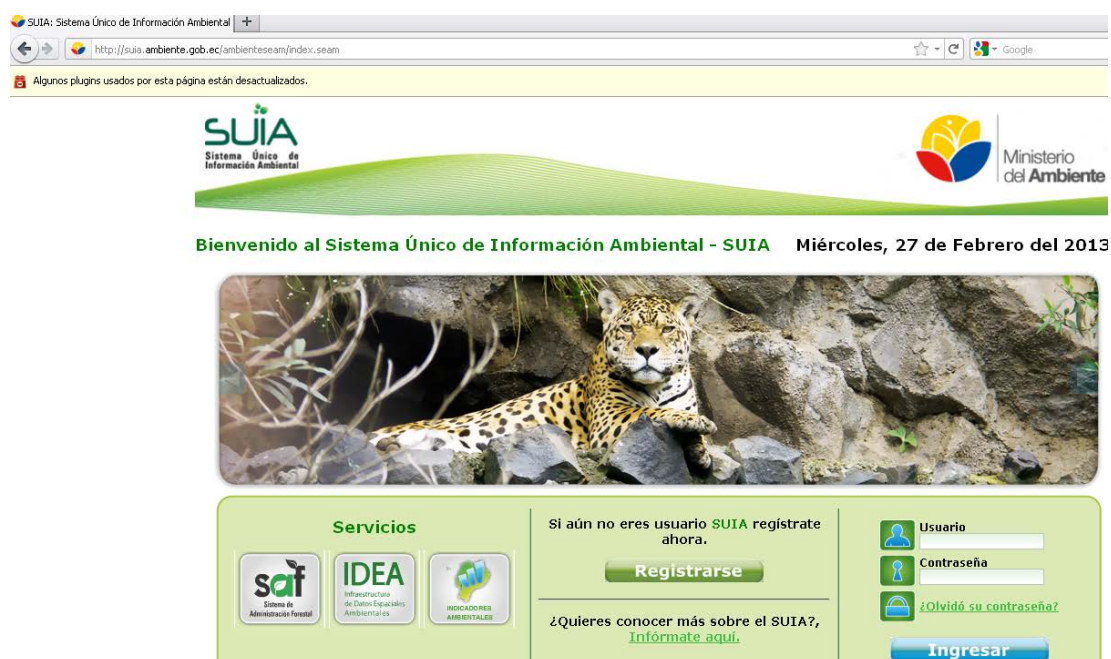 SUIA: Sistema Único de Información Ambiental
http://suia.ambiente.gob.ec/ambienteseam/index.seam
Google
Algunos plugins usados por esta página están desactualizados.
SUIA
Sistema Único de
Información Ambiental
Ministerio
del Ambiente
Bienvenido al Sistema Único de Información Ambiental - SUIA Miércoles, 27 de Febrero del 2013
Servicios
saf
Sistema de
Administración Forestal
IDEA
Infraestructura
de Datos Espaciales
Ambientales
INDICADORES
AMBIENTALES
Si aún no eres usuario SUIA regístrate
ahora.
Registrarse
¿Quieres conocer más sobre el SUIA?,
Infórmate aquí.
Usuario
Contraseña
¿Olvidó su contraseña?
Ingresar